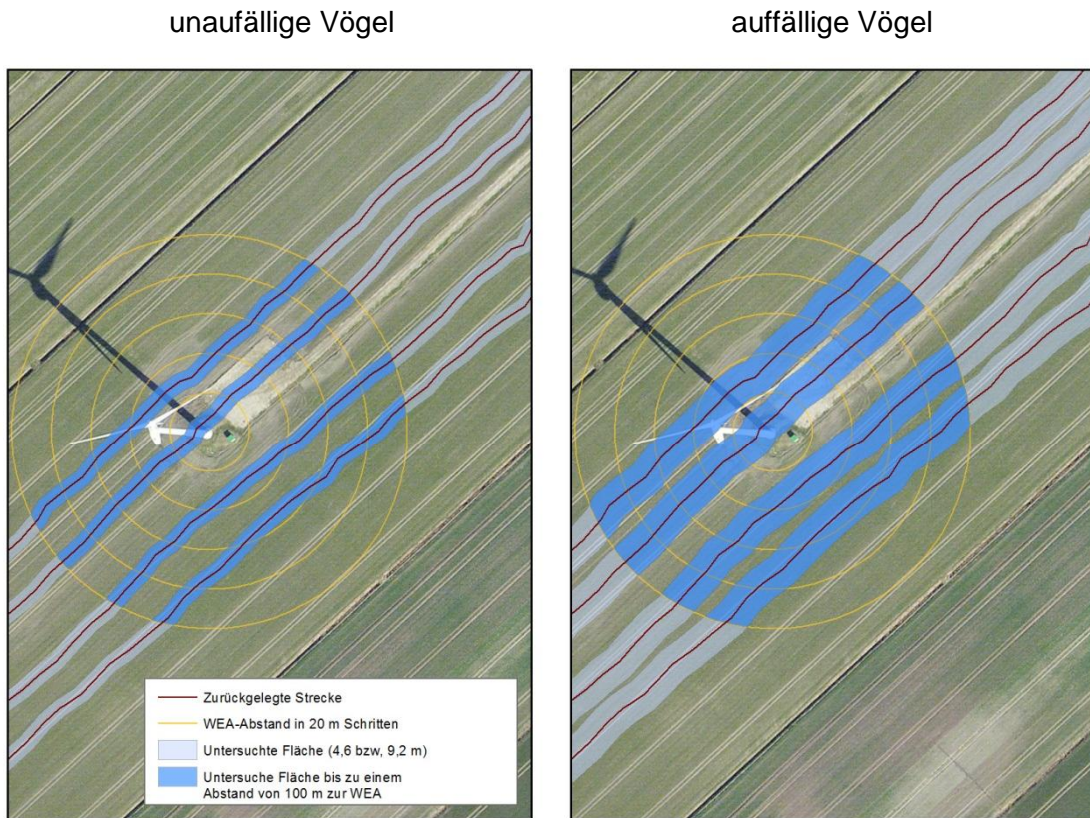 unaufällige Vögel
auffällige Vögel
Zurückgelegte Strecke
WEA-Abstand in 20 m Schritten
Untersuchte Fläche (4,6 bzw, 9,2 m)
Untersuche Fläche bis zu einem
Abstand von 100 m zur WEA